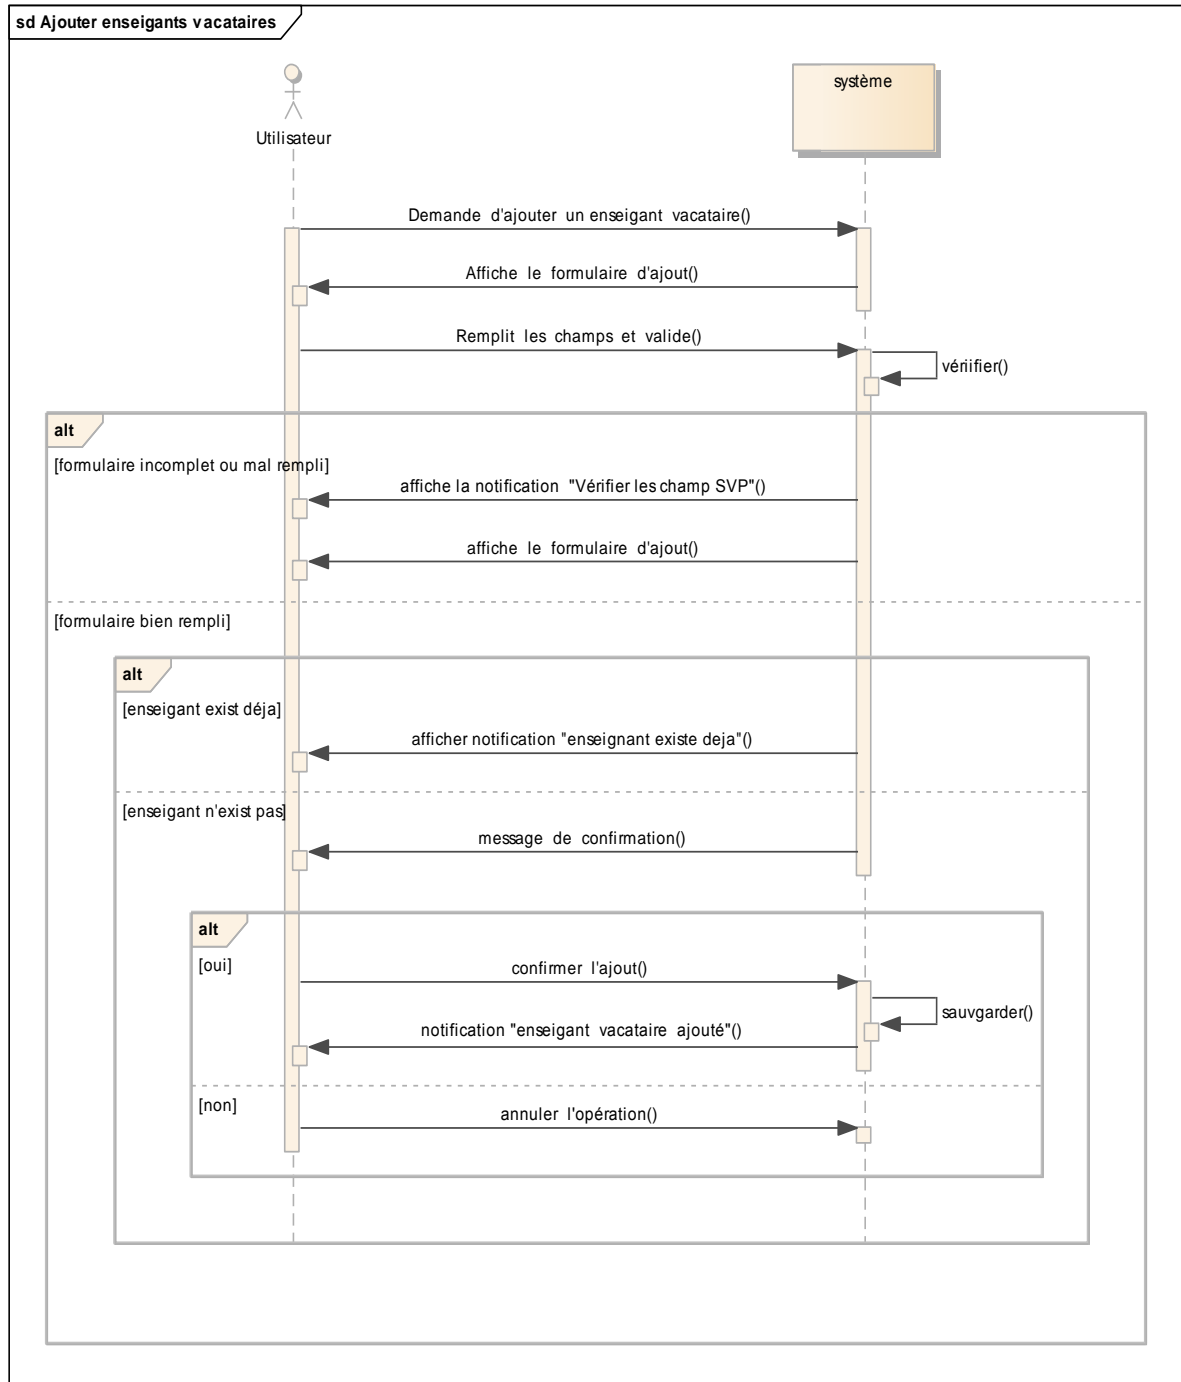 sd Ajouter enseigants vacataires
système
Utilisateur
Demande d'ajouter un enseigant vacataire()
Affiche le formulaire d'ajout()
Remplit les champs et valide()
vériifier()
alt
[formulaire incomplet ou mal rempli]
affiche la notification "Vérifier les champ SVP"()
affiche le formulaire d'ajout()
[formulaire bien rempli]
alt
[enseigant exist déja]
afficher notification "enseignant existe deja"()
[enseigant n'exist pas]
message de confirmation()
alt
[oui]
confirmer l'ajout()
sauvgarder()
notification "enseigant vacataire ajouté"()
[non]
annuler l'opération()